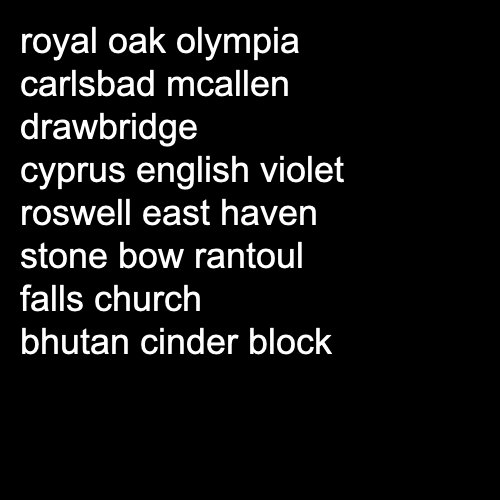 royal oak olympia
carlsbad mcallen
drawbridge
cyprus english violet
roswell east haven
stone bow rantoul
falls church
bhutan cinder block